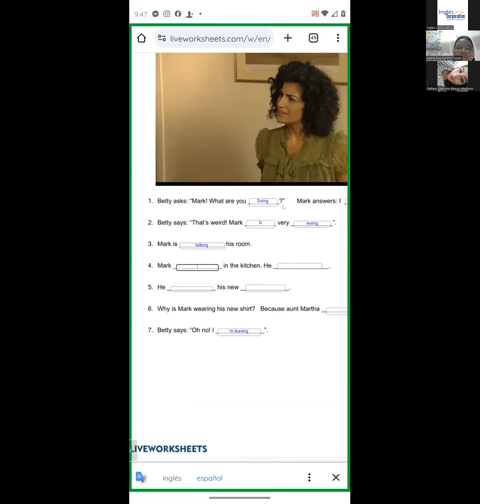 9:47
liveworksheets.com/w/en/
1. Betty asks: "Mark! What are you Doing ?" Mark answers: I
2. Betty says: "That's weird! Mark is very
3. Mark is talking his room.
4. Mark in the kitchen. He
5. He his new
6. Why is Mark wearing his new shirt? Because aunt Martha
7. Betty says: "Oh no! I 'm leaving ".
LIVEWORKSHEETS
inglés español
Inglés
Corporativo